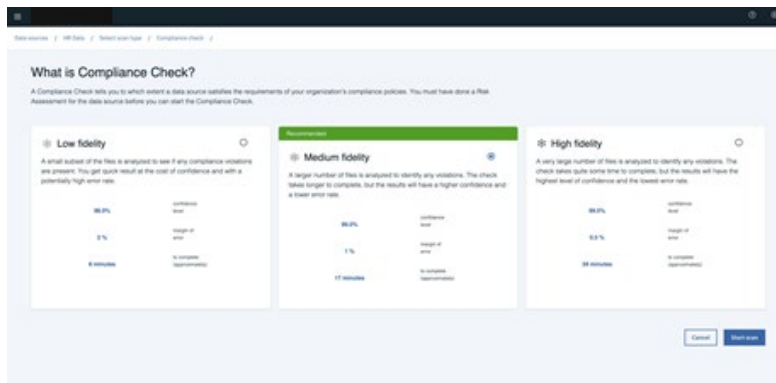 Data sources / HR Data / Select scan type / Compliance check /
What is Compliance Check?
A Compliance Check tells you to which extent a data source satisfies the requirements of your organization's compliance policies. You must have done a Risk
Assessment for the data source before you can start the Compliance Check.
Low fidelity
A small subset of the files is analyzed to see if any compliance violations
are present. You get quick result at the cost of confidence and with a
potentially high error rate.
confidence
level
2 %
margin of
error
6 minutes
to complete
(approximately)
Recommended
Medium fidelity
A larger number of files is analyzed to identify any violations. The check
takes longer to complete, but the results will have a higher confidence and
a lower error rate.
99.0%
confidence
level
1 %
margin of
error
17 minutes
to complete
(approximately)
High fidelity
A very large number of files is analyzed to identify any violations. The
check takes quite some time to complete, but the results will have the
highest level of confidence and the lowest error rate.
confidence
level
margin of
error
minutes
to complete
(approximately)
Cancel
Start scan